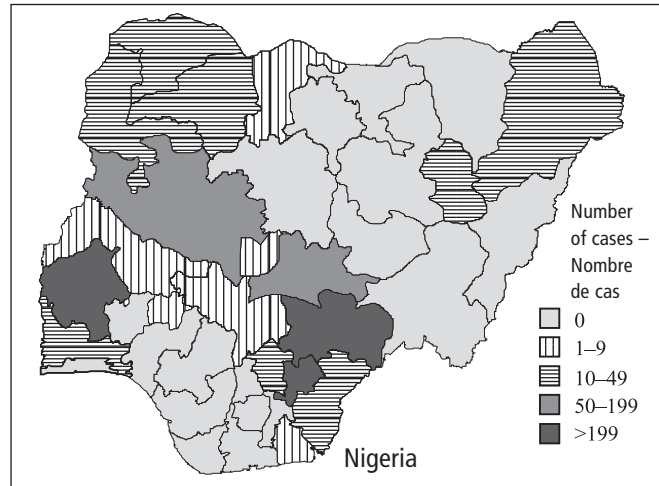 Number
of cases –
Nombre
de cas
0
1–9
10–49
50–199
>199
Nigeria